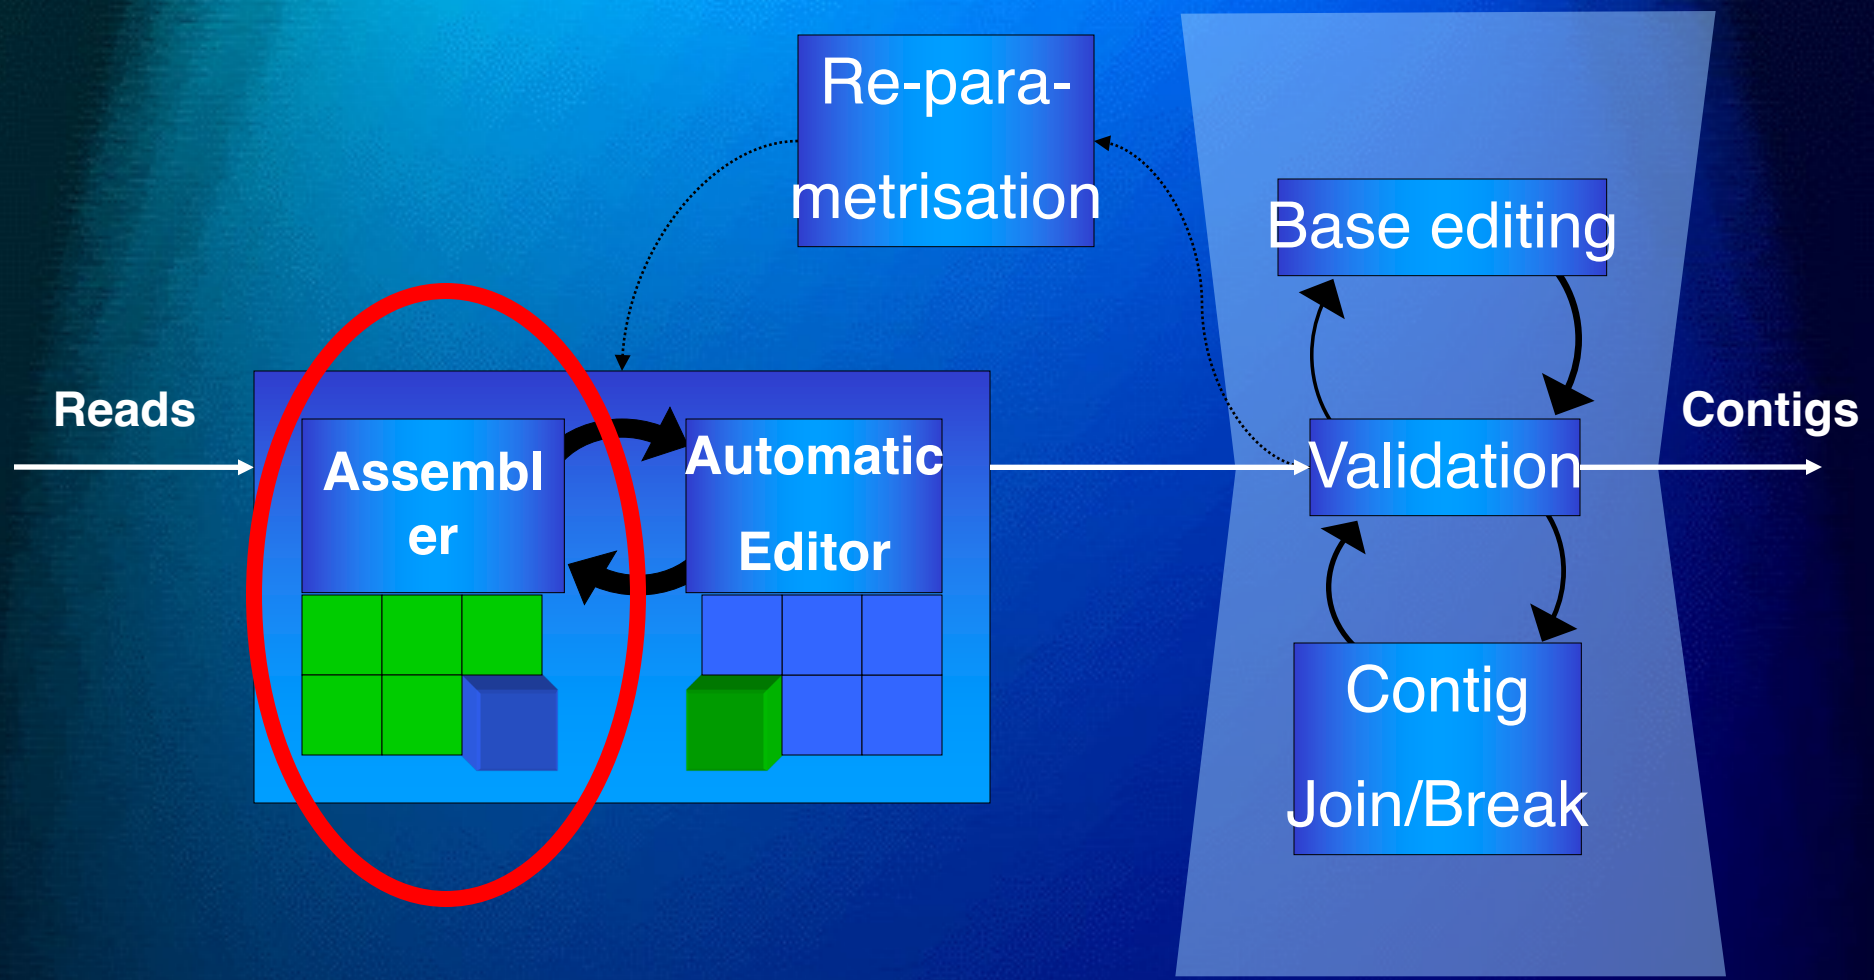 Re-para-
metrisation
Base editing
Reads
Assembl
er
Automatic
Editor
Validation
Contigs
Contig
Join/Break